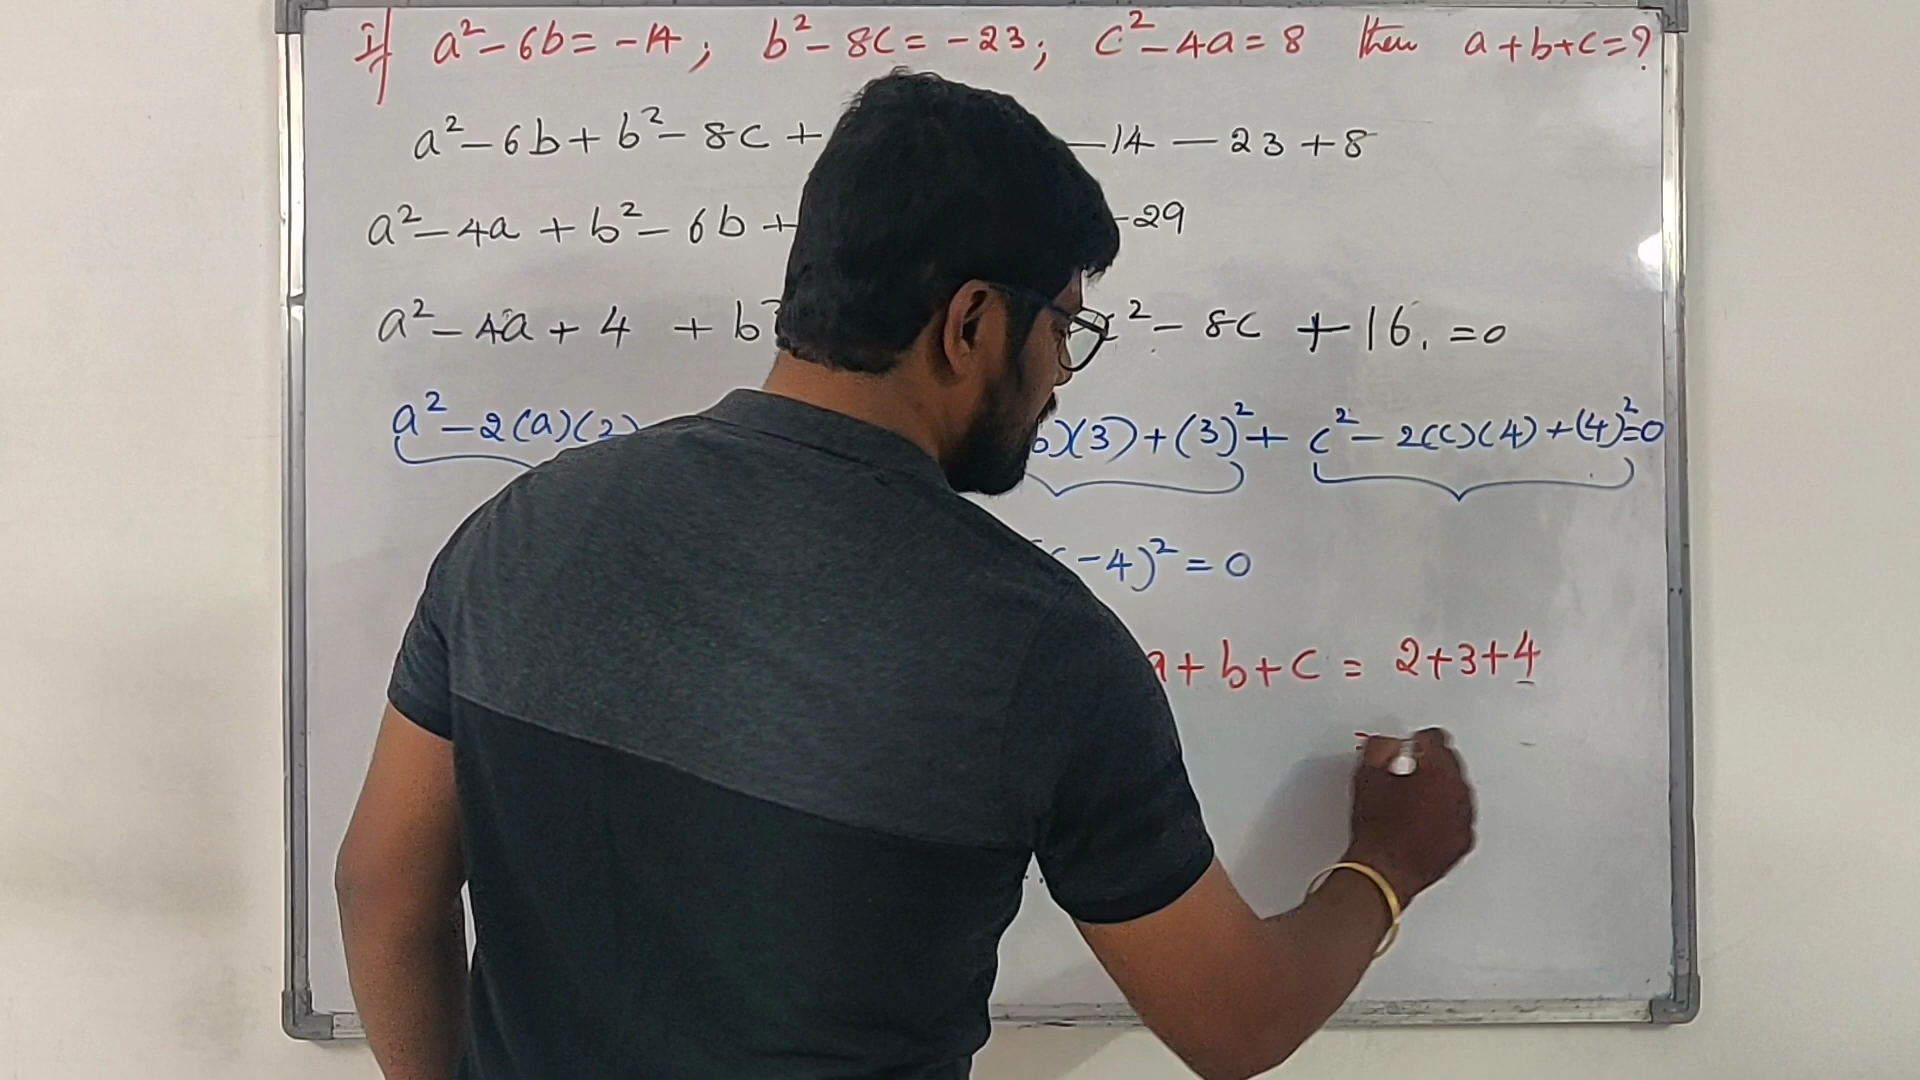 If a²-6b = -14; b²-8c = -23; c²-4a = 8 then a+b+c=?
a²-6b+b²-8c+ -14-23+8
a²-4a+b²-6b+ -29
a²-4a+4 +b² c²-8c +16. =0
a²-2(a)(2) b)(3)+(3)²+ c²-2(c)(4)+(4)²=0
(c-4)² = 0
a+b+c = 2+3+4
=